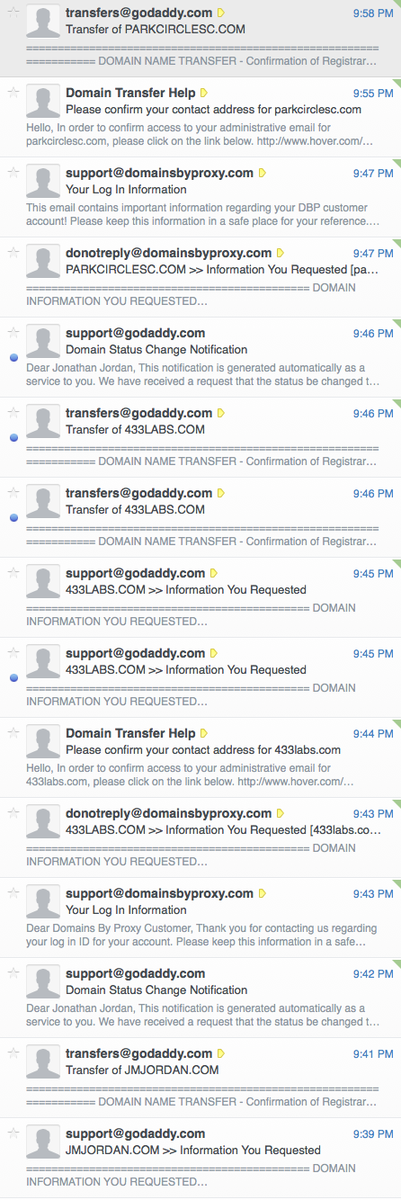 transfers@godaddy.com 9:58 PM
Transfer of PARKCIRCLESC.COM
===================================================
=========== DOMAIN NAME TRANSFER - Confirmation of Registrar…
Domain Transfer Help 9:55 PM
Please confirm your contact address for parkcirclesc.com
Hello, In order to confirm access to your administrative email for
parkcirclesc.com, please click on the link below. http://www.hover.com/…
support@domainsbyproxy.com 9:47 PM
Your Log In Information
This email contains important information regarding your DBP customer
account! Please keep this information in a safe place for your reference.…
donotreply@domainsbyproxy.com 9:47 PM
PARKCIRCLESC.COM >> Information You Requested [pa…
========================================= DOMAIN
INFORMATION YOU REQUESTED…
support@godaddy.com 9:46 PM
Domain Status Change Notification
Dear Jonathan Jordan, This notification is generated automatically as a
service to you. We have received a request that the status be changed t…
transfers@godaddy.com 9:46 PM
Transfer of 433LABS.COM
===================================================
=========== DOMAIN NAME TRANSFER - Confirmation of Registrar…
transfers@godaddy.com 9:46 PM
Transfer of 433LABS.COM
===================================================
=========== DOMAIN NAME TRANSFER - Confirmation of Registrar…
support@godaddy.com 9:45 PM
433LABS.COM >> Information You Requested
========================================= DOMAIN
INFORMATION YOU REQUESTED…
support@godaddy.com 9:45 PM
433LABS.COM >> Information You Requested
========================================= DOMAIN
INFORMATION YOU REQUESTED…
Domain Transfer Help 9:44 PM
Please confirm your contact address for 433labs.com
Hello, In order to confirm access to your administrative email for
433labs.com, please click on the link below. http://www.hover.com/…
donotreply@domainsbyproxy.com 9:43 PM
433LABS.COM >> Information You Requested [433labs.co…
========================================= DOMAIN
INFORMATION YOU REQUESTED…
support@domainsbyproxy.com 9:43 PM
Your Log In Information
Dear Domains By Proxy Customer, Thank you for contacting us regarding
your log in ID for your account. Please keep this information in a safe…
support@godaddy.com 9:42 PM
Domain Status Change Notification
Dear Jonathan Jordan, This notification is generated automatically as a
service to you. We have received a request that the status be changed t…
transfers@godaddy.com 9:41 PM
Transfer of JMJORDAN.COM
===================================================
=========== DOMAIN NAME TRANSFER - Confirmation of Registrar…
support@godaddy.com 9:39 PM
JMJORDAN.COM >> Information You Requested
========================================= DOMAIN
INFORMATION YOU REQUESTED…